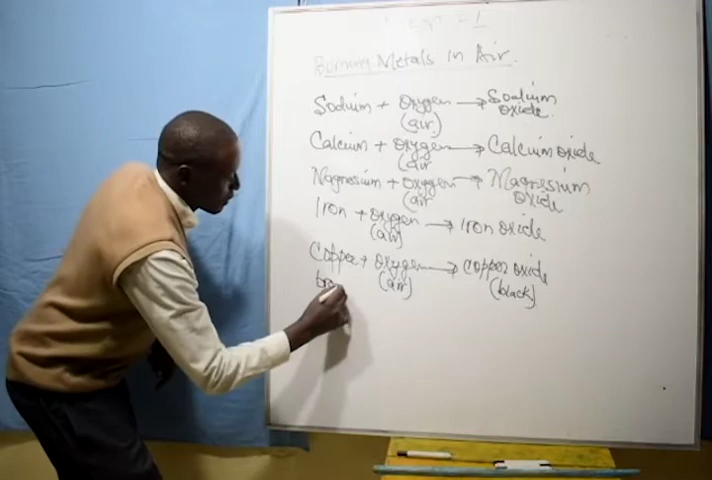 Burning Metals in Air.
Sodium + Oxygen → Sodium
(air) oxide.
Calcium + oxygen → Calcium oxide
(air
Magnesium + oxygen → Magnesium
(air oxide
Iron + oxygen → Iron oxide
(air)
Copper + oxygen → copper oxide
bro (air) (black)